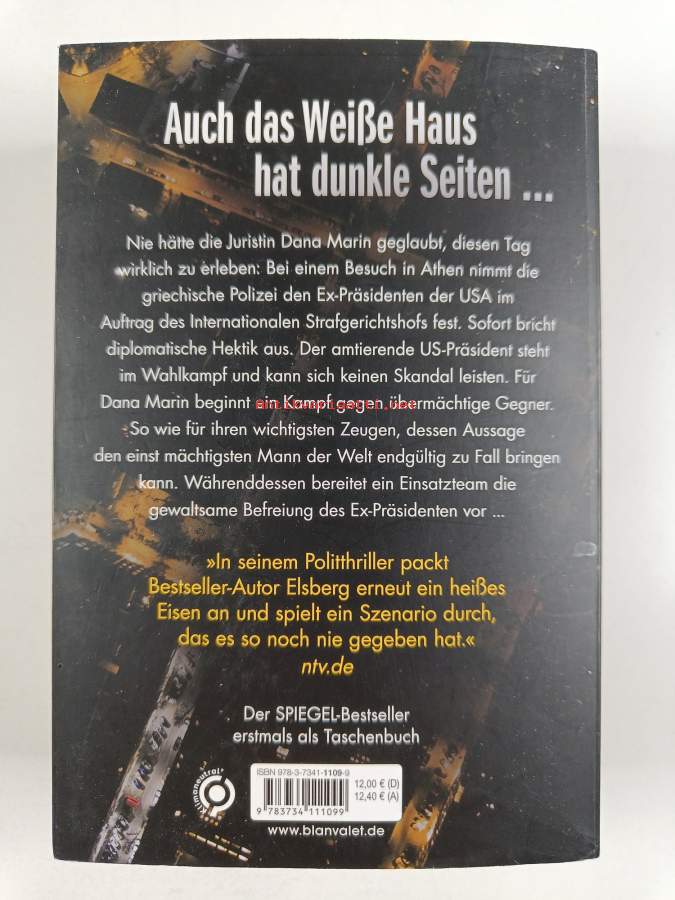 Auch das Weiße Haus
hat dunkle Seiten ...
Nie hätte die Juristin Dana Marin geglaubt, diesen Tag
wirklich zu erleben: Bei einem Besuch in Athen nimmt die
griechische Polizei den Ex-Präsidenten der USA im
Auftrag des Internationalen Strafgerichtshofs fest. Sofort bricht
diplomatische Hektik aus. Der amtierende US-Präsident steht
im Wahlkampf und kann sich keinen Skandal leisten. Für
Dana Marin beginnt ein Kampf gegen übermächtige Gegner.
So wie für ihren wichtigsten Zeugen, dessen Aussage
den einst mächtigsten Mann der Welt endgültig zu Fall bringen
kann. Währenddessen bereitet ein Einsatzteam die
gewaltsame Befreiung des Ex-Präsidenten vor ...
»In seinem Politthriller packt
Bestseller-Autor Elsberg erneut ein heißes
Eisen an und spielt ein Szenario durch,
das es so noch nie gegeben hat.«
ntv.de
Der SPIEGEL-Bestseller
erstmals als Taschenbuch
klimaneutral
ISBN 978-3-7341-1109-9
12,00 € (D)
12,40 € (A)
9 783734 111099
www.blanvalet.de